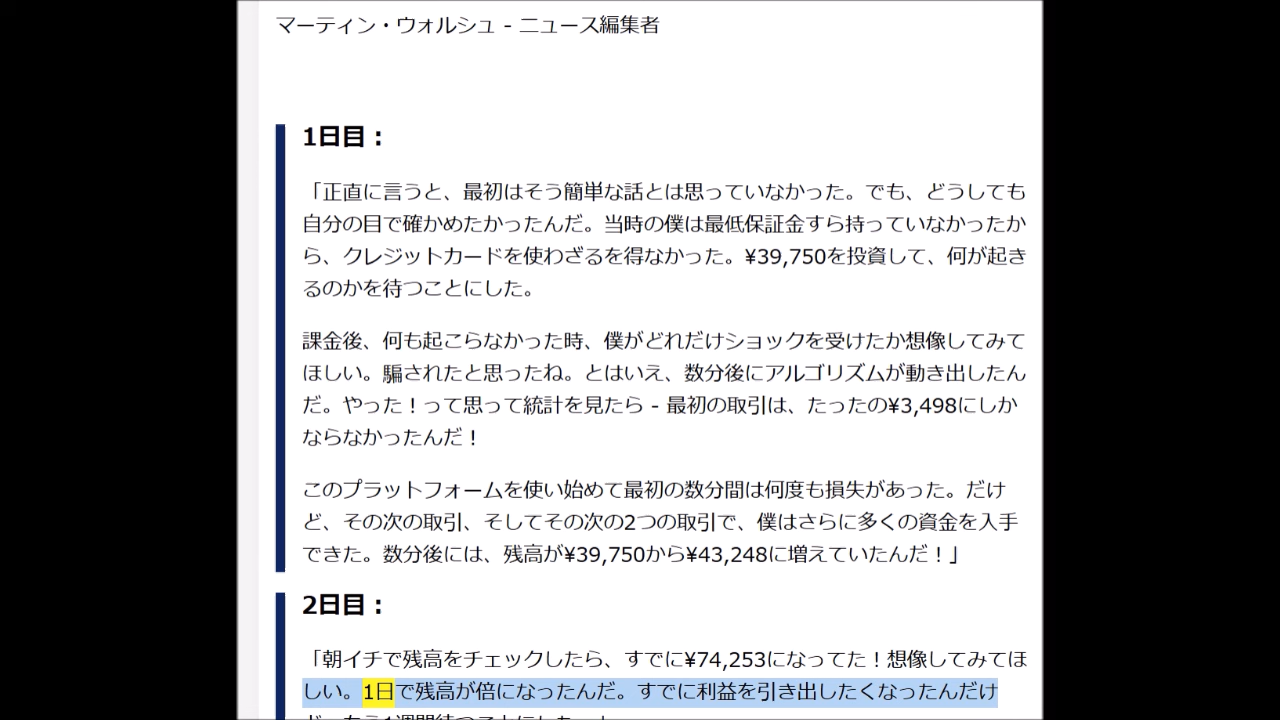 マーティン・ウォルシュ - ニュース編集者
1日目：
「正直に言うと、最初はそう簡単な話とは思っていなかった。でも、どうしても
自分の目で確かめたかったんだ。当時の僕は最低保証金すら持っていなかったか
ら、クレジットカードを使わざるを得なかった。¥39,750を投資して、何が起き
るのかを待つことにした。
課金後、何も起こらなかった時、僕がどれだけショックを受けたか想像してみて
ほしい。騙されたと思ったね。とはいえ、数分後にアルゴリズムが動き出したん
だ。やった！って思って統計を見たら - 最初の取引は、たったの¥3,498にしか
ならなかったんだ！
このプラットフォームを使い始めて最初の数分間は何度も損失があった。だけ
ど、その次の取引、そしてその次の2つの取引で、僕はさらに多くの資金を入手
できた。数分後には、残高が¥39,750から¥43,248に増えていたんだ！」
2日目：
「朝イチで残高をチェックしたら、すでに¥74,253になってた！想像してみてほ
しい。1日で残高が倍になったんだ。すでに利益を引き出したくなったんだけ